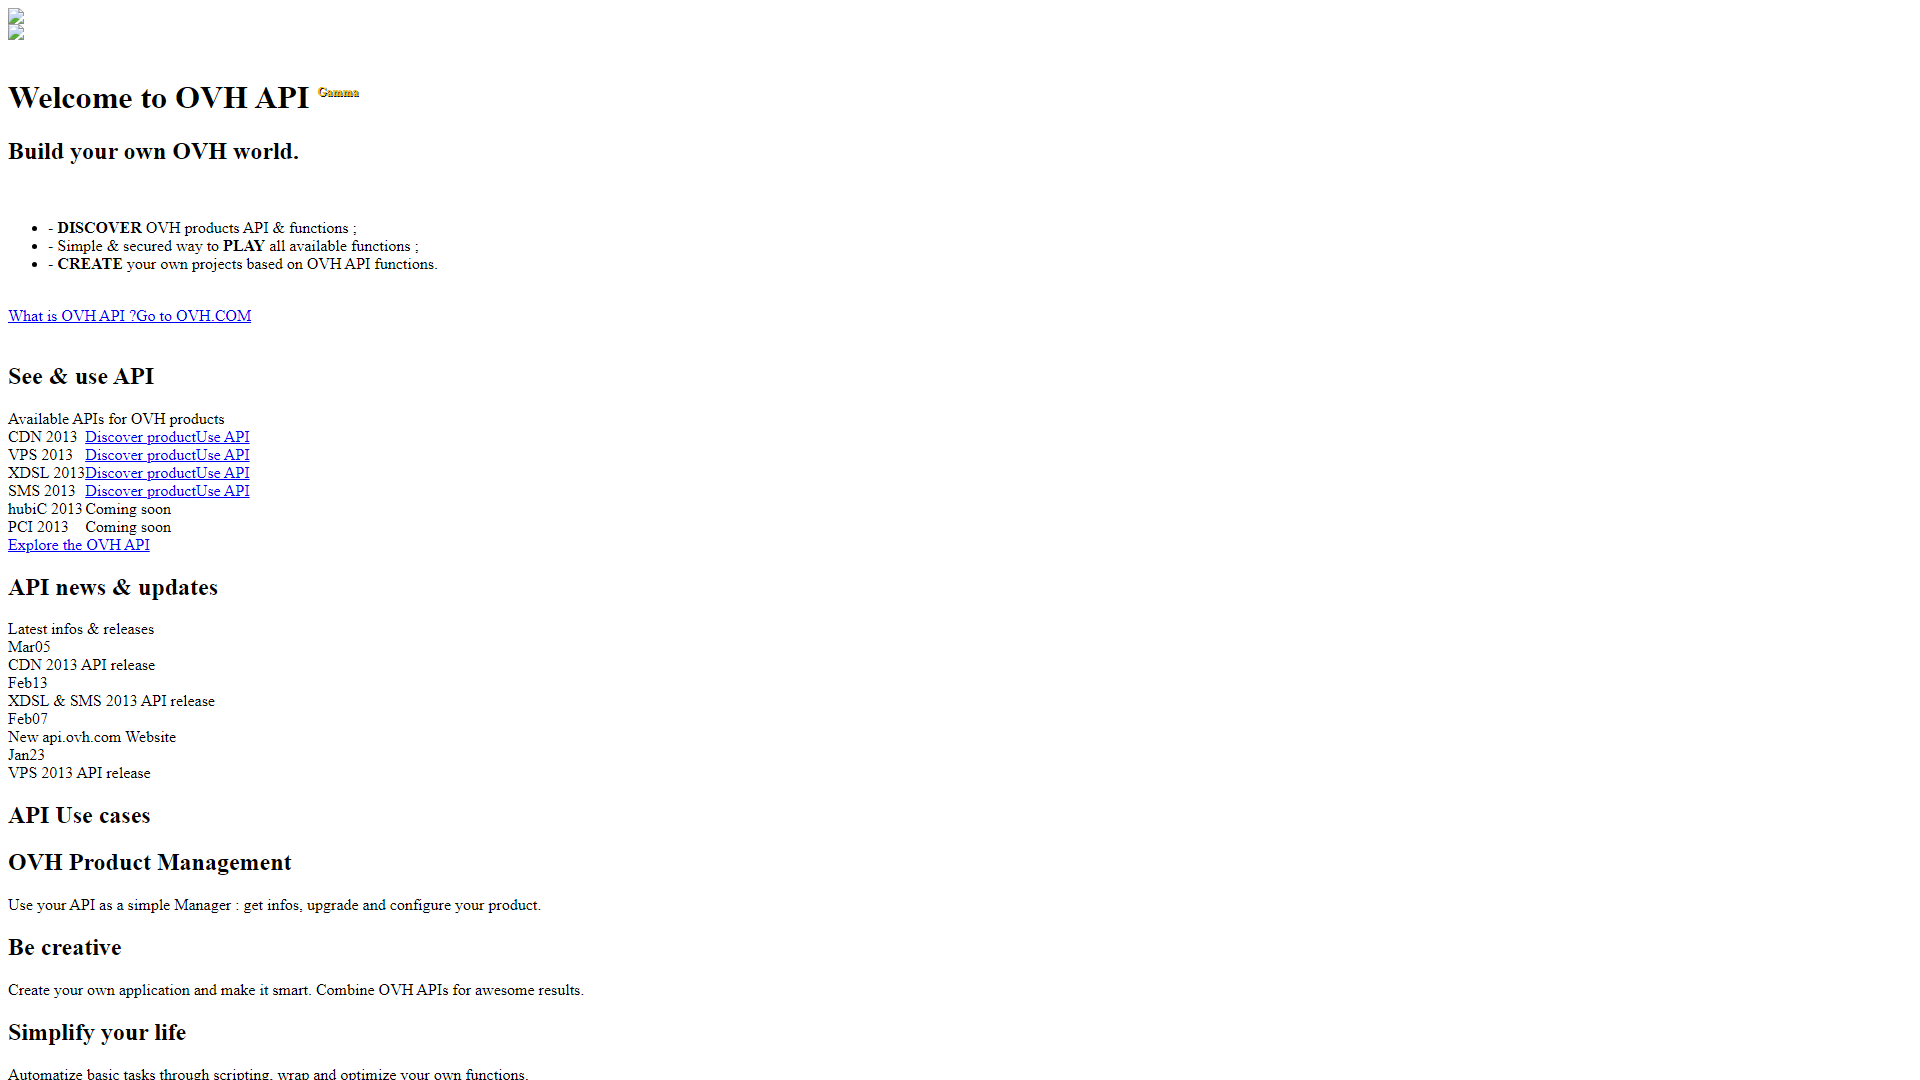 Welcome to OVH API Gamma
Build your own OVH world.
- DISCOVER OVH products API & functions ;
- Simple & secured way to PLAY all available functions ;
- CREATE your own projects based on OVH API functions.
What is OVH API ?Go to OVH.COM
See & use API
Available APIs for OVH products
CDN 2013 Discover productUse API
VPS 2013 Discover productUse API
XDSL 2013 Discover productUse API
SMS 2013 Discover productUse API
hubiC 2013 Coming soon
PCI 2013 Coming soon
Explore the OVH API
API news & updates
Latest infos & releases
Mar05
CDN 2013 API release
Feb13
XDSL & SMS 2013 API release
Feb07
New api.ovh.com Website
Jan23
VPS 2013 API release
API Use cases
OVH Product Management
Use your API as a simple Manager : get infos, upgrade and configure your product.
Be creative
Create your own application and make it smart. Combine OVH APIs for awesome results.
Simplify your life
Automatize basic tasks through scripting, wrap and optimize your own functions.